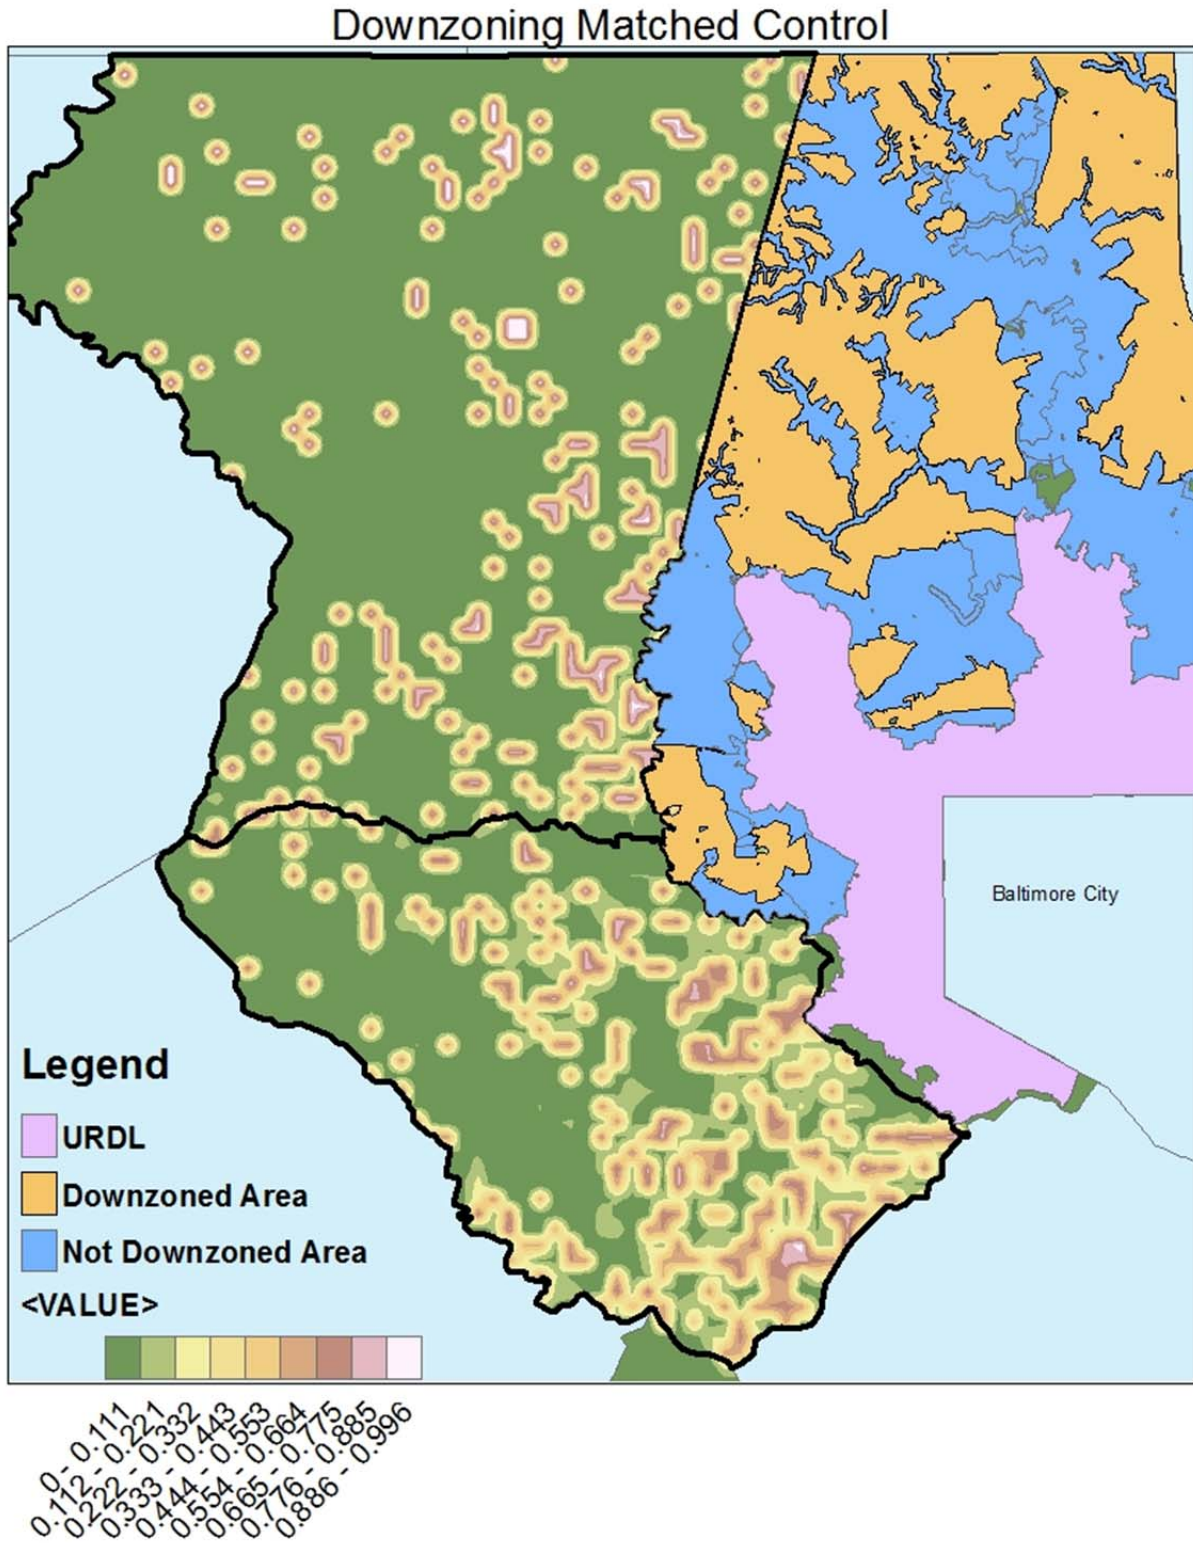 Downzoning Matched Control
Baltimore City
Legend
URDL
Downzoned Area
Not Downzoned Area
<VALUE>
0 - 0.111
0.112 - 0.221
0.222 - 0.332
0.333 - 0.443
0.444 - 0.553
0.554 - 0.664
0.665 - 0.775
0.776 - 0.885
0.886 - 0.996